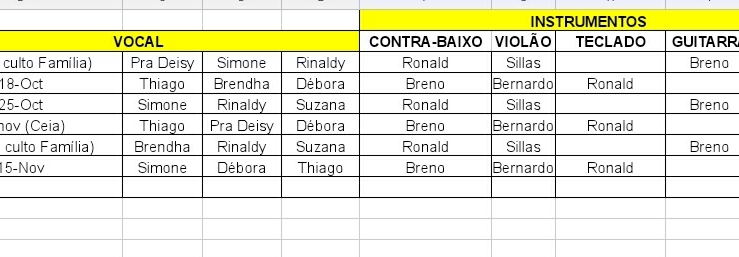 INSTRUMENTOS
VOCAL CONTRA-BAIXO VIOLÃO TECLADO GUITARRA
culto Família) Pra Deisy Simone Rinaldy Ronald Sillas Breno
18-Oct Thiago Brendha Débora Breno Bernardo Ronald
25-Oct Simone Rinaldy Suzana Ronald Sillas Breno
nov (Ceia) Thiago Pra Deisy Débora Breno Bernardo Ronald
culto Família) Brendha Rinaldy Suzana Ronald Sillas Breno
15-Nov Simone Débora Thiago Breno Bernardo Ronald